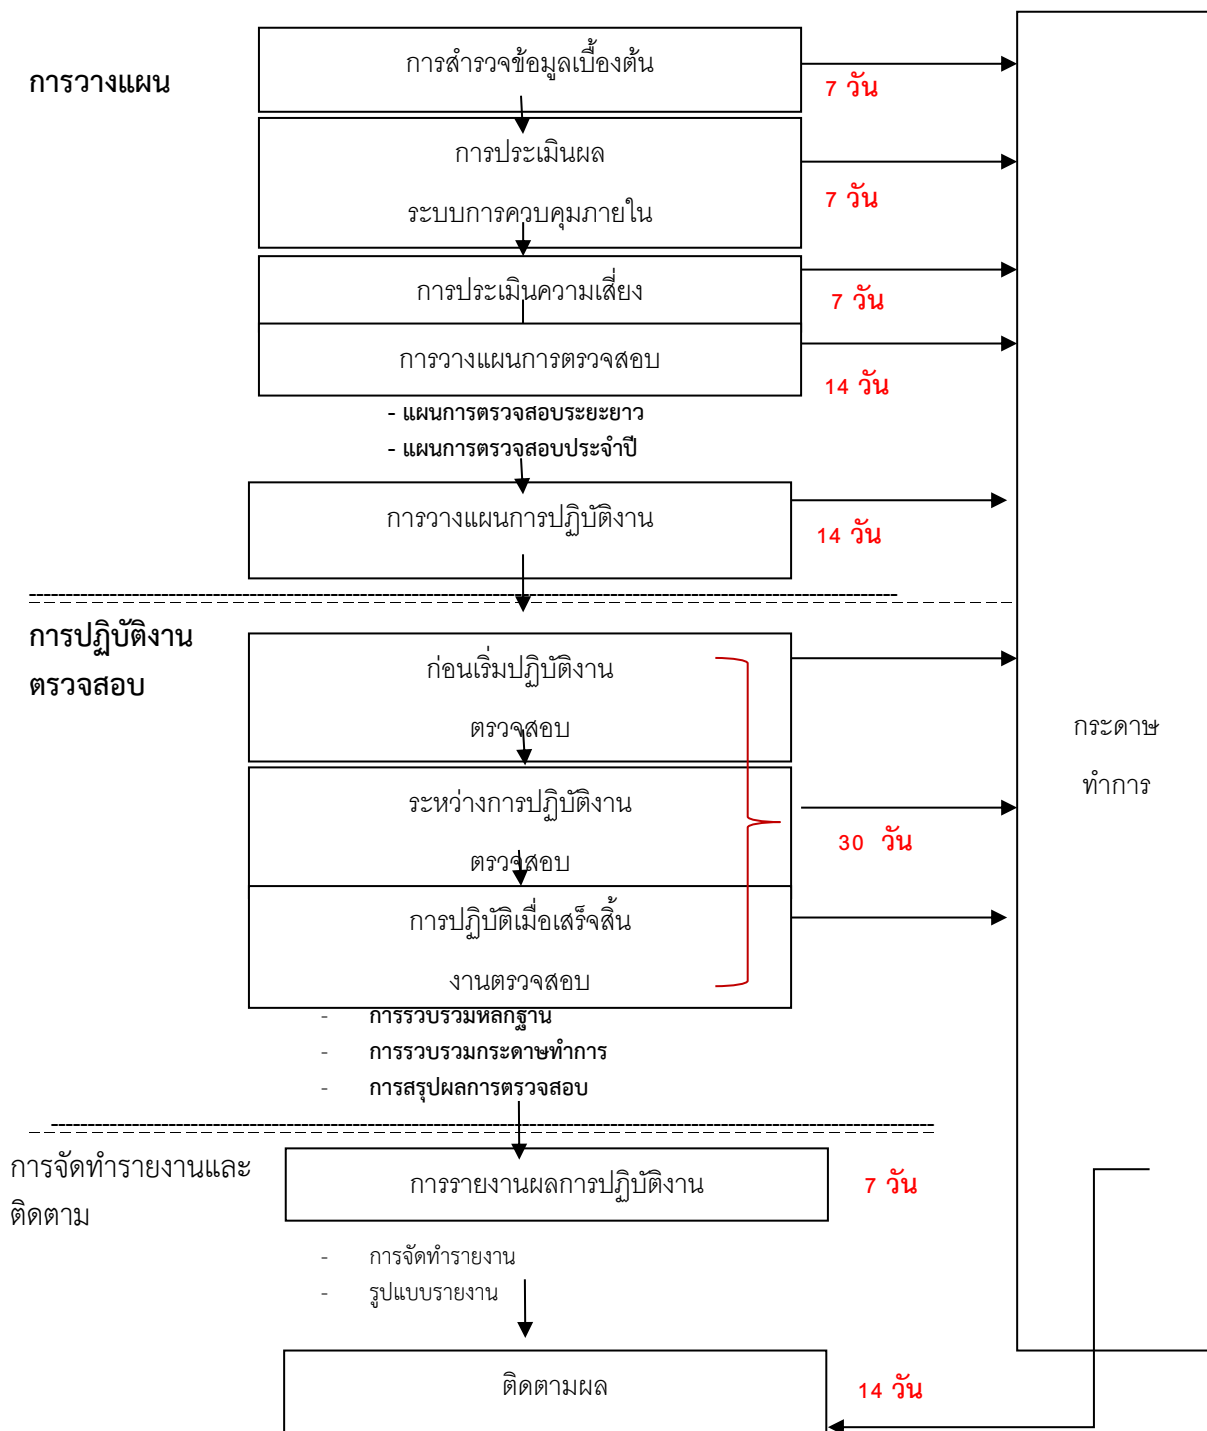 การสำรวจข้อมูลเบื้องต้น
การวางแผน
7 วัน
การประเมินผล
ระบบการควบคุมภายใน
7 วัน
การประเมินความเสี่ยง
7 วัน
การวางแผนการตรวจสอบ
14 วัน
- แผนการตรวจสอบระยะยาว
- แผนการตรวจสอบประจำปี
การวางแผนการปฏิบัติงาน
14 วัน
การปฏิบัติงาน
ตรวจสอบ
ก่อนเริ่มปฏิบัติงาน
ตรวจสอบ
กระดาษ
ทำการ
ระหว่างการปฏิบัติงาน
ตรวจสอบ
30 วัน
การปฏิบัติเมื่อเสร็จสิ้น
งานตรวจสอบ
- การรวบรวมหลักฐาน
- การรวบรวมกระดาษทำการ
- การสรุปผลการตรวจสอบ
การจัดทำรายงานและ
ติดตาม
การรายงานผลการปฏิบัติงาน
7 วัน
- การจัดทำรายงาน
- รูปแบบรายงาน
ติดตามผล
14 วัน